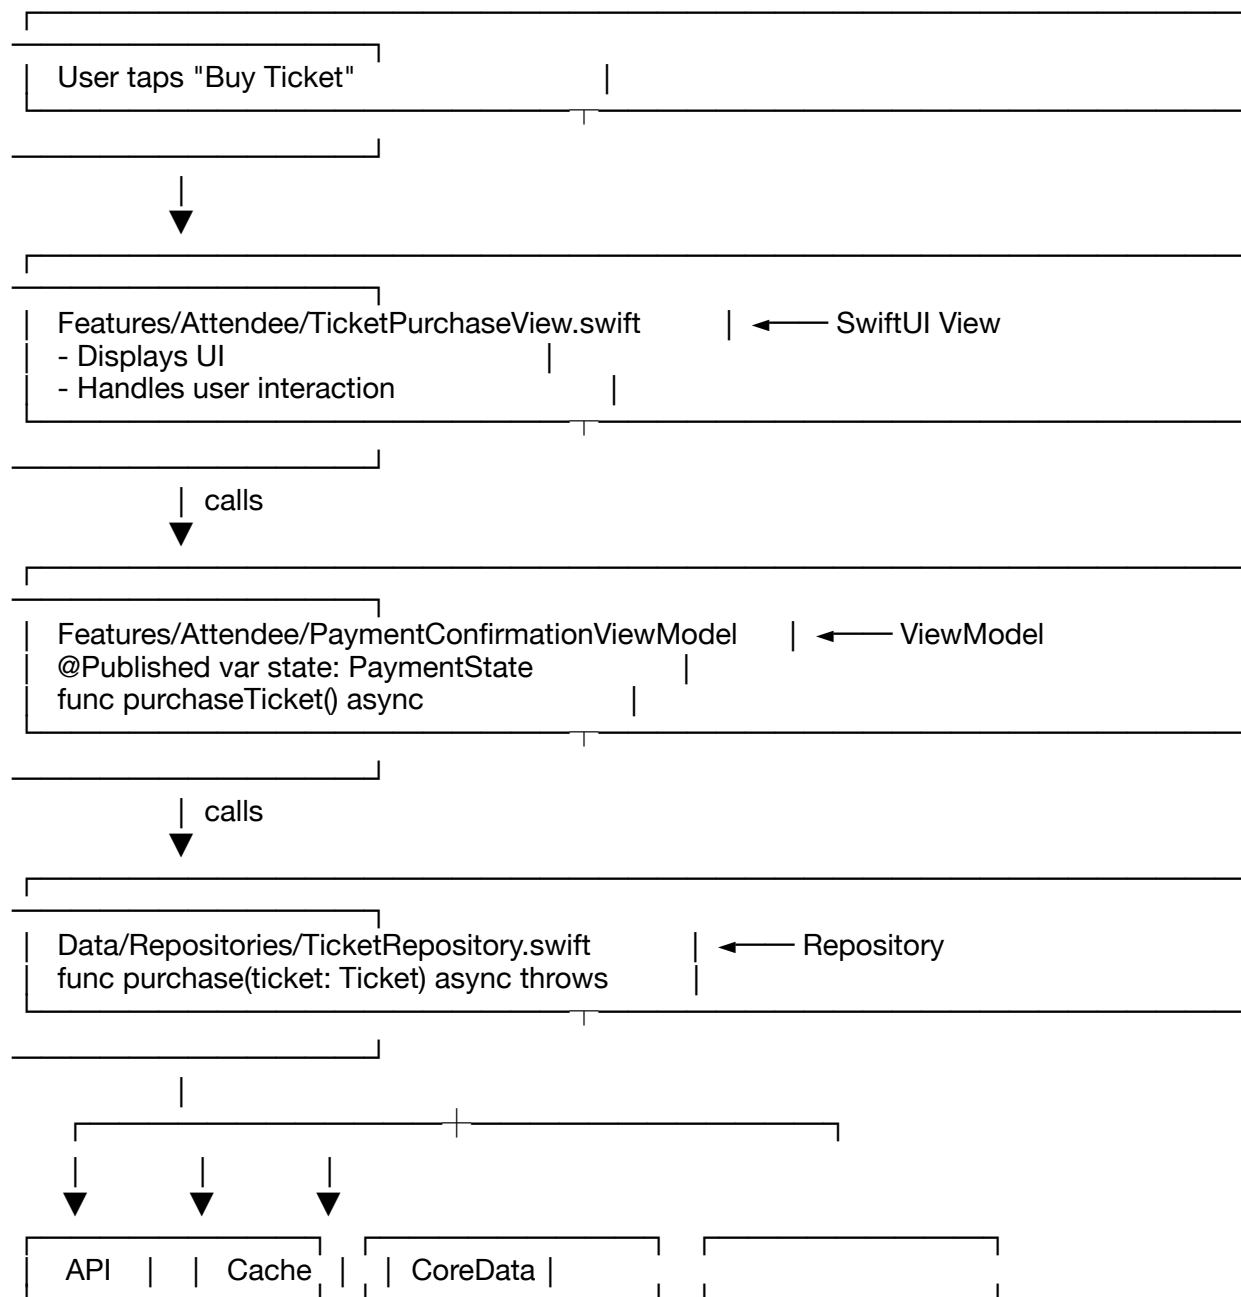 User taps "Buy Ticket"
Features/Attendee/TicketPurchaseView.swift SwiftUI View
- Displays UI
- Handles user interaction
calls
Features/Attendee/PaymentConfirmationViewModel ViewModel
@Published var state: PaymentState
func purchaseTicket() async
calls
Data/Repositories/TicketRepository.swift Repository
func purchase(ticket: Ticket) async throws
API Cache CoreData